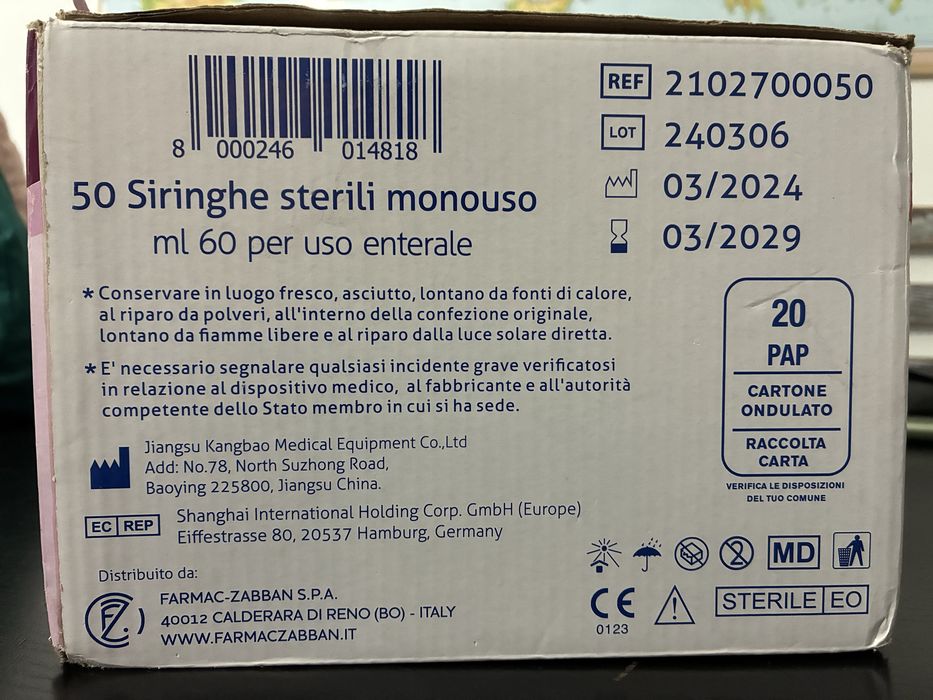 8 000246 014818
50 Siringhe sterili monouso
ml 60 per uso enterale
REF 2102700050
LOT 240306
03/2024
03/2029
* Conservare in luogo fresco, asciutto, lontano da fonti di calore,
al riparo da polveri, all'interno della confezione originale,
lontano da fiamme libere e al riparo dalla luce solare diretta.
* E' necessario segnalare qualsiasi incidente grave verificatosi
in relazione al dispositivo medico, al fabbricante e all'autorità
competente dello Stato membro in cui si ha sede.
20
PAP
CARTONE
ONDULATO
RACCOLTA
CARTA
VERIFICA LE DISPOSIZIONI
DEL TUO COMUNE
Jiangsu Kangbao Medical Equipment Co.,Ltd
Add: No.78, North Suzhong Road,
Baoying 225800, Jiangsu China.
EC REP
Shanghai International Holding Corp. GmbH (Europe)
Eiffestrasse 80, 20537 Hamburg, Germany
Distribuito da:
FZ
FARMAC-ZABBAN S.P.A.
40012 CALDERARA DI RENO (BO) - ITALY
WWW.FARMACZABBAN.IT
2
MD
CE
0123
STERILE EO